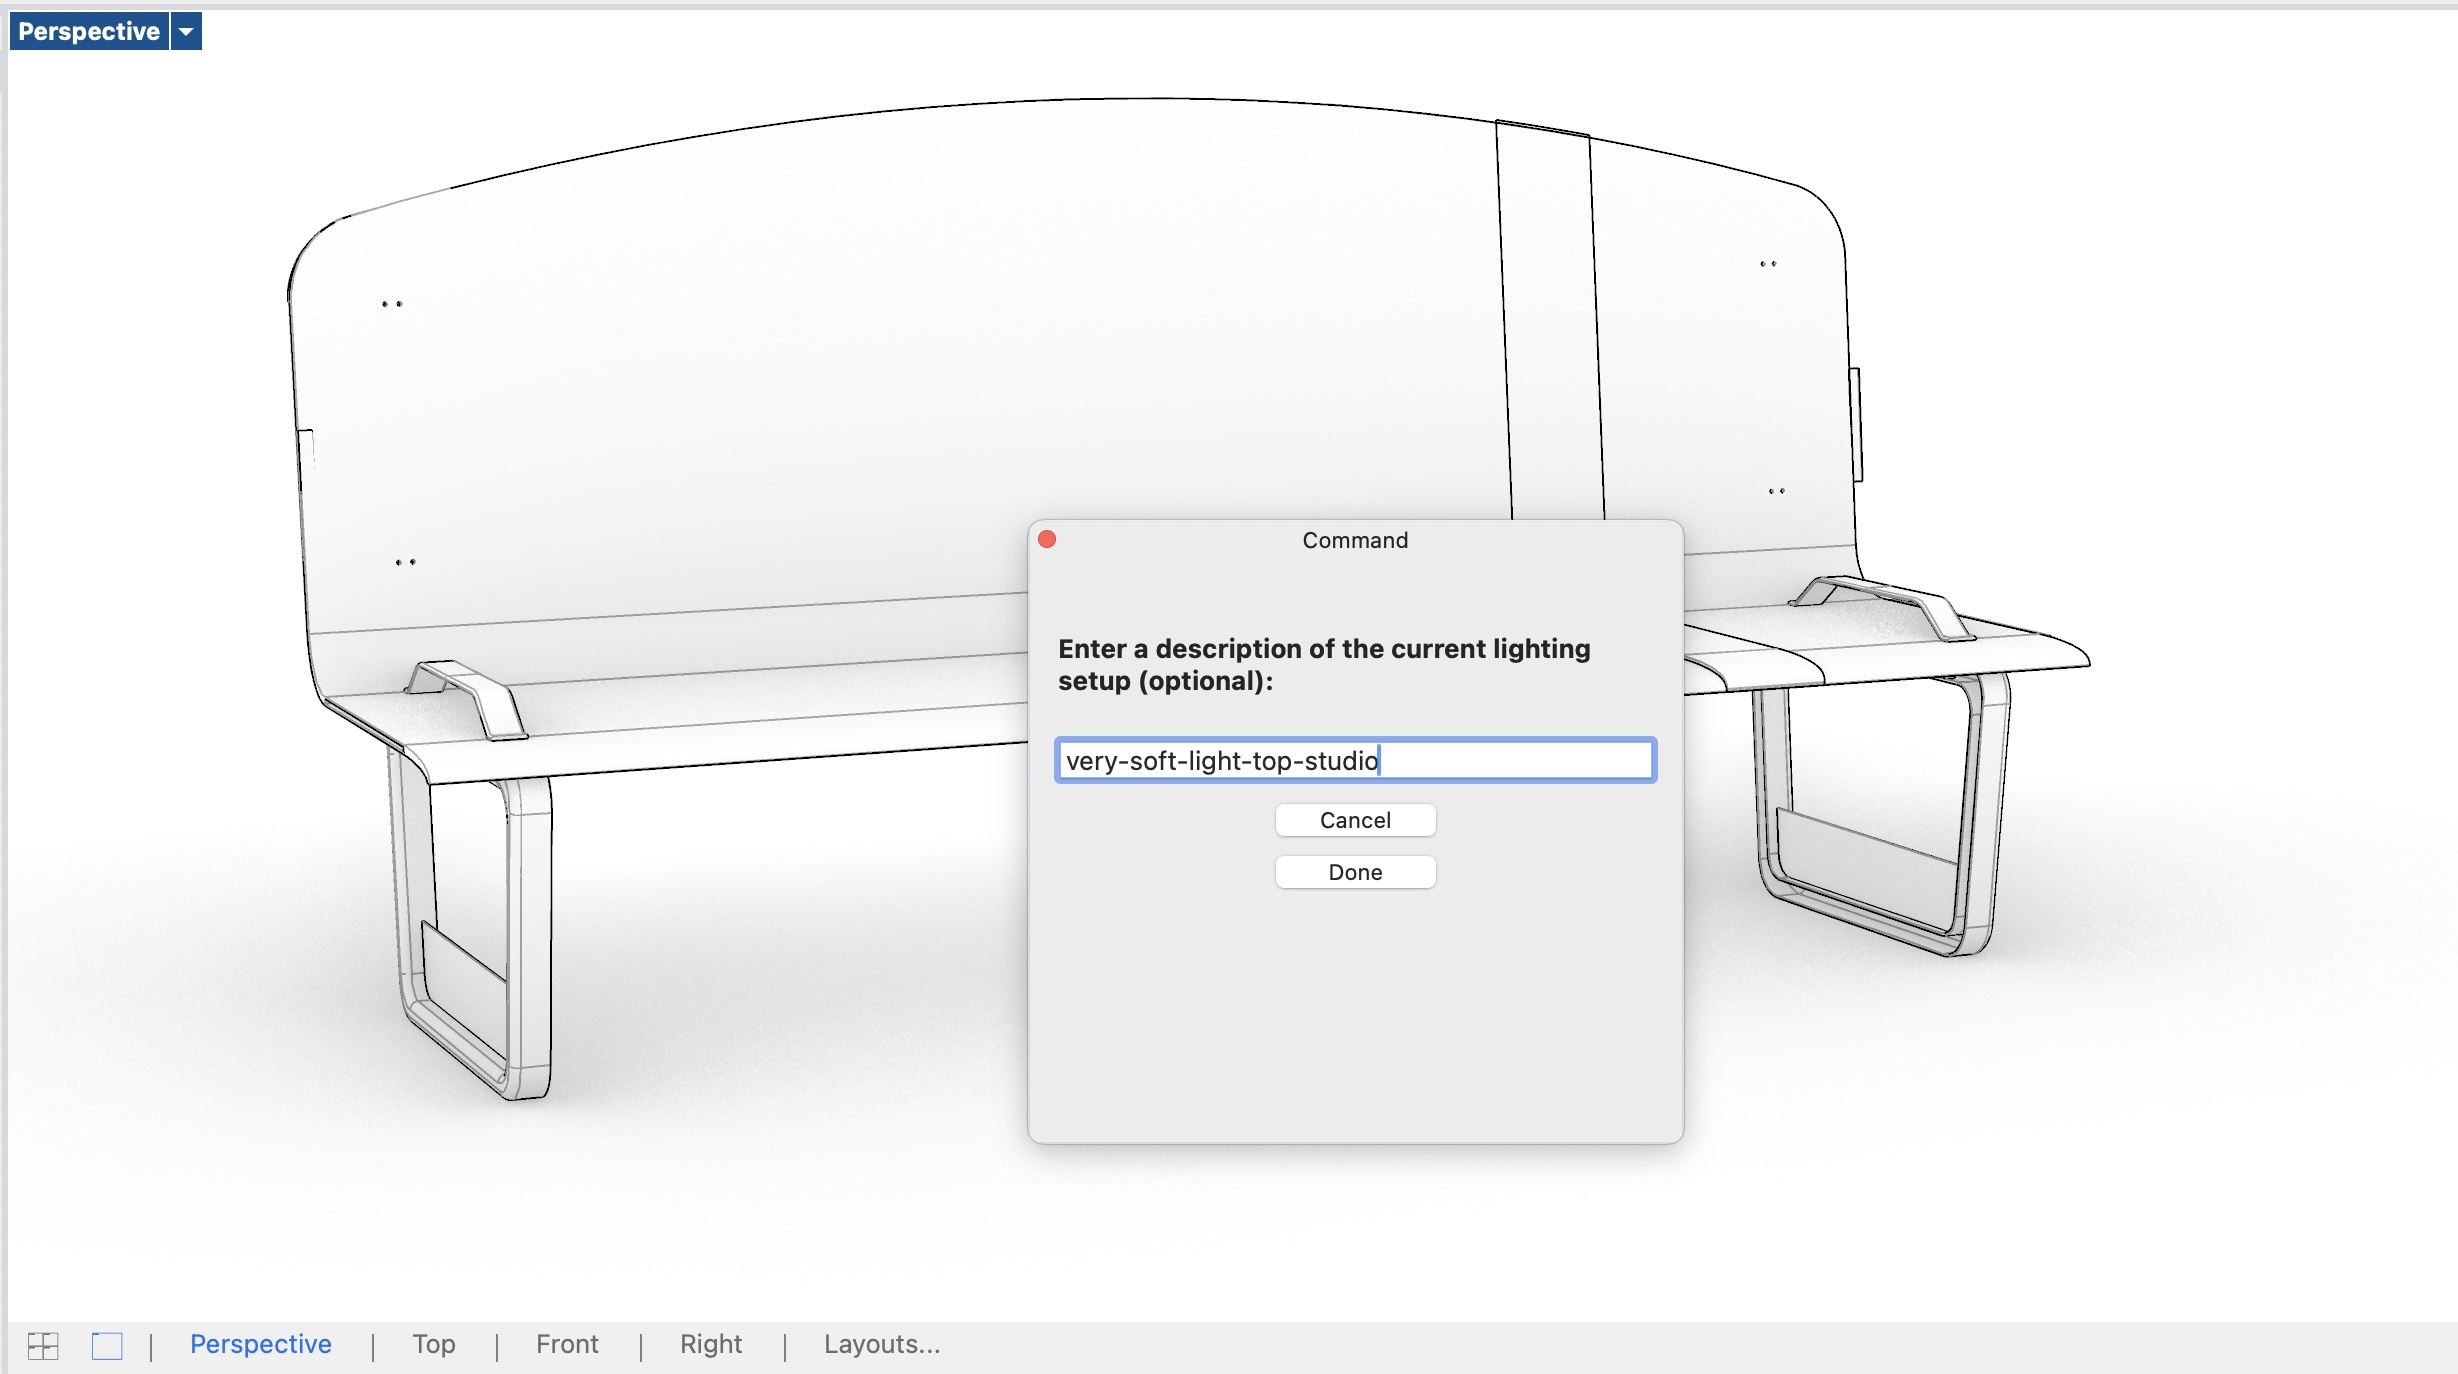 Perspective
Command
Enter a description of the current lighting
setup (optional):
very-soft-light-top-studio
Cancel
Done
Perspective | Top | Front | Right | Layouts...